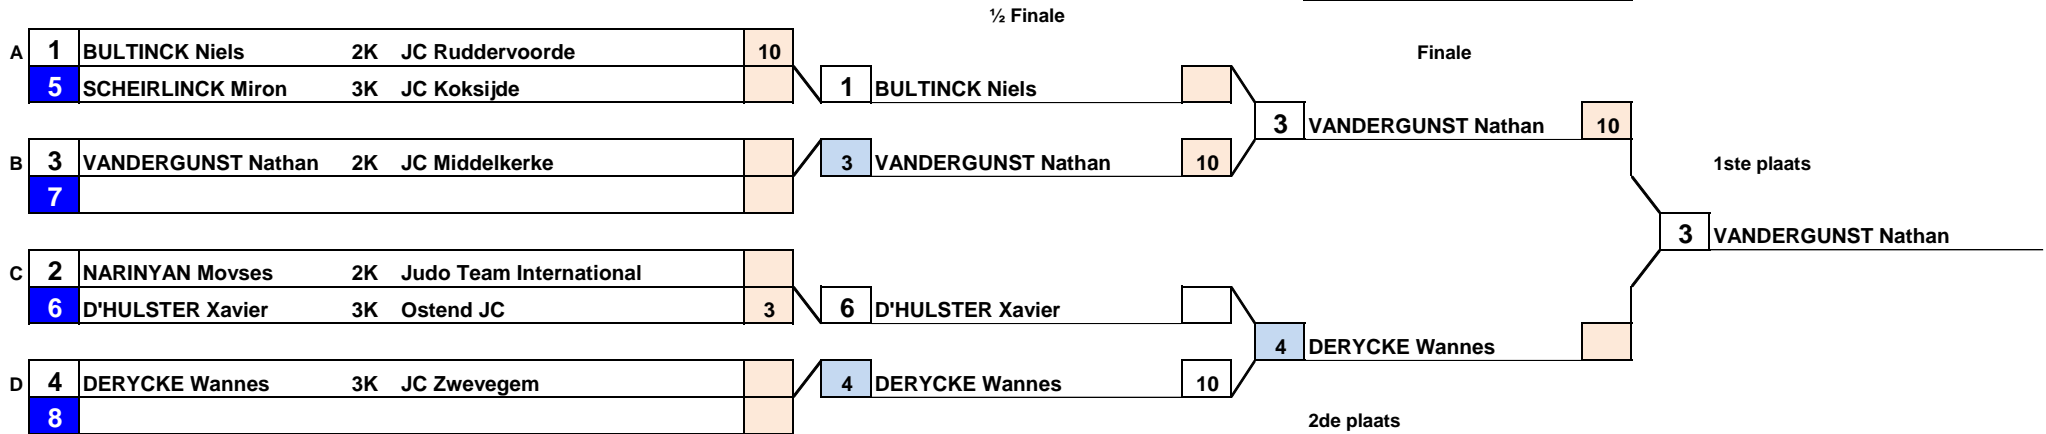 ½ Finale
A 1 BULTINCK Niels 2K JC Ruddervoorde 10
Finale
5 SCHEIRLINCK Miron 3K JC Koksijde
1 BULTINCK Niels
3 VANDERGUNST Nathan 10
B 3 VANDERGUNST Nathan 2K JC Middelkerke
3 VANDERGUNST Nathan 10
1ste plaats
7
3 VANDERGUNST Nathan
C 2 NARINYAN Movses 2K Judo Team International
6 D'HULSTER Xavier 3K Ostend JC 3
6 D'HULSTER Xavier
4 DERYCKE Wannes
D 4 DERYCKE Wannes 3K JC Zwevegem
4 DERYCKE Wannes 10
8
2de plaats